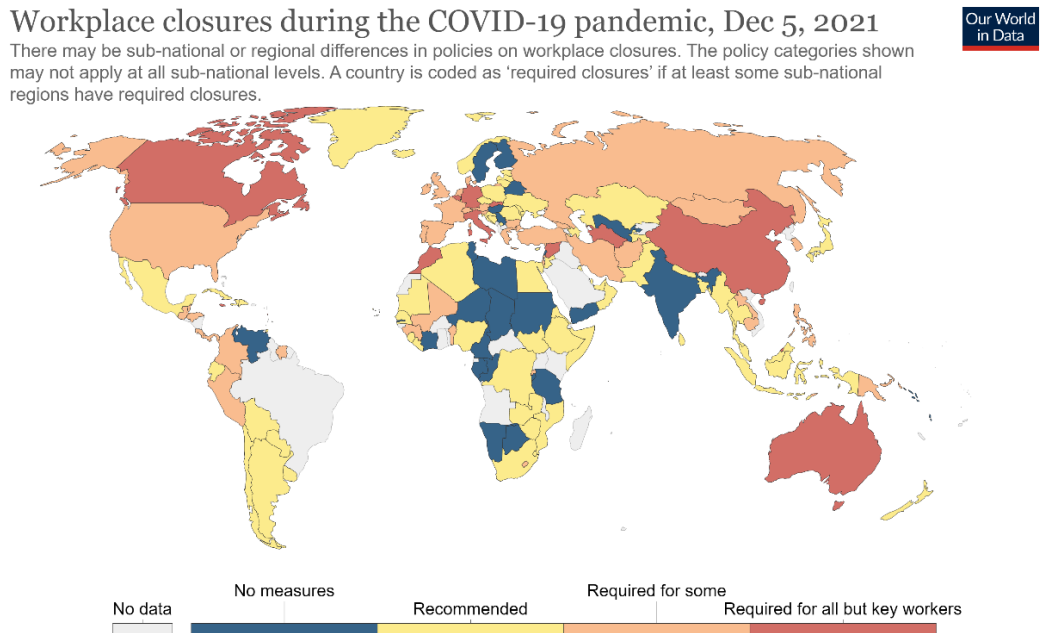 Workplace closures during the COVID-19 pandemic, Dec 5, 2021
Our World
in Data
There may be sub-national or regional differences in policies on workplace closures. The policy categories shown
may not apply at all sub-national levels. A country is coded as ‘required closures’ if at least some sub-national
regions have required closures.
No measures
Required for some
No data
Recommended
Required for all but key workers